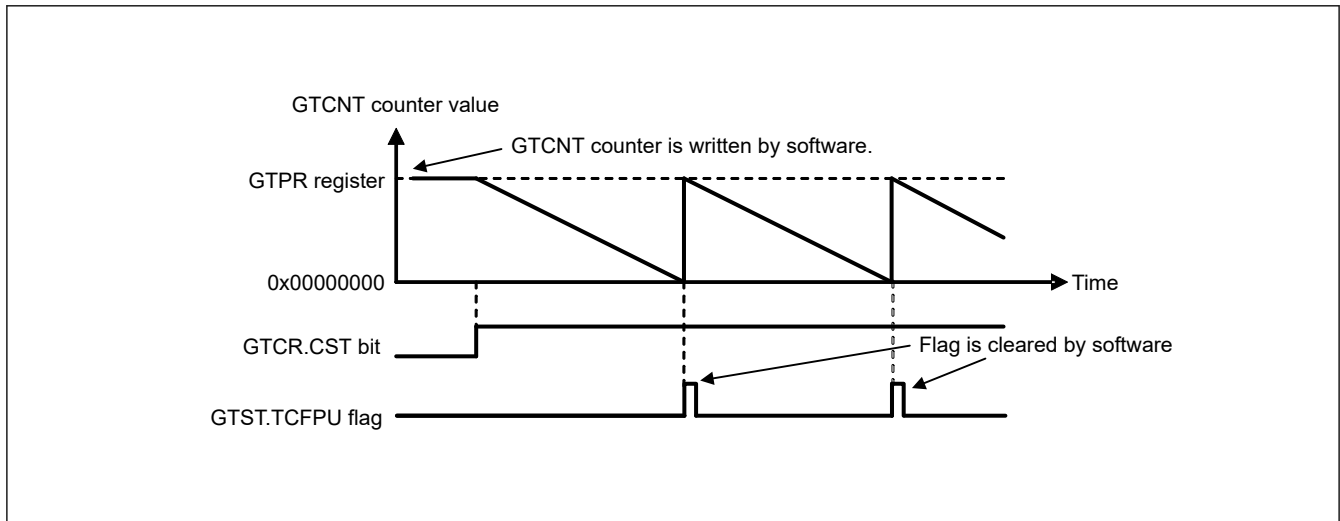 GTCNT counter value
GTCNT counter is written by software.
GTPR register
0x00000000
Time
GTCR.CST bit
Flag is cleared by software
GTST.TCFPU flag